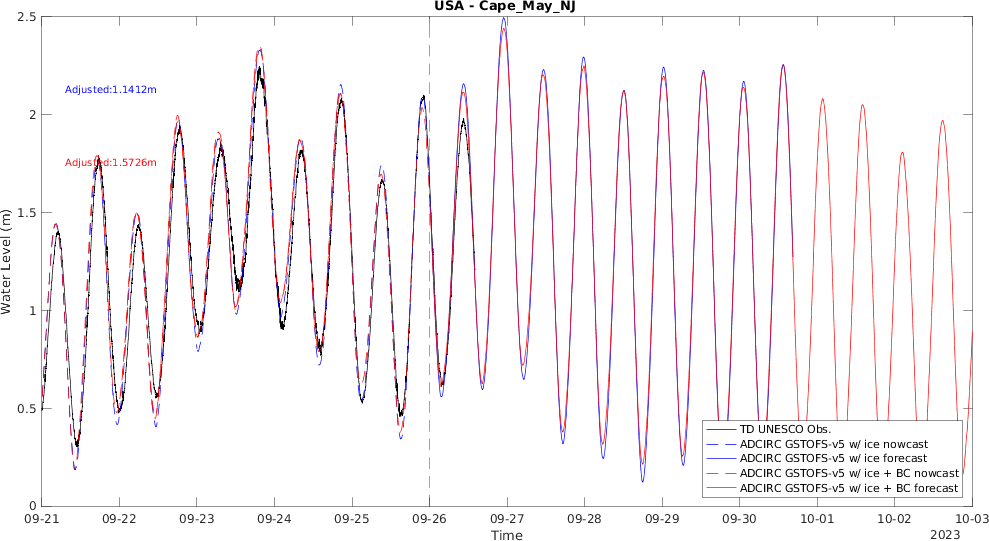 USA - Cape_May_NJ
2.5
2
1.5
1
0.5
0
Water Level (m)
Adjusted:1.1412m
Adjusted:1.5726m
TD UNESCO Obs.
ADCIRC GSTOFS-v5 w/ ice nowcast
ADCIRC GSTOFS-v5 w/ ice forecast
ADCIRC GSTOFS-v5 w/ ice + BC nowcast
ADCIRC GSTOFS-v5 w/ ice + BC forecast
09-21 09-22 09-23 09-24 09-25 09-26 09-27 09-28 09-29 09-30 10-01 10-02 10-03
Time
2023